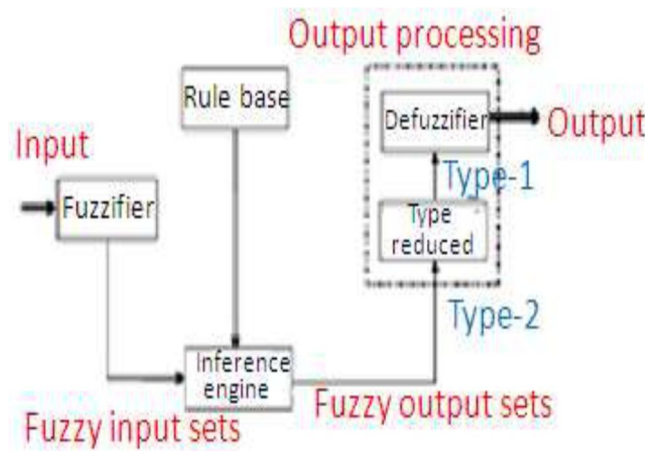 Output processing
Rule base
Defuzzifier
Output
Input
Type-1
Fuzzifier
Type
reduced
Type-2
Inference
engine
Fuzzy output sets
Fuzzy input sets